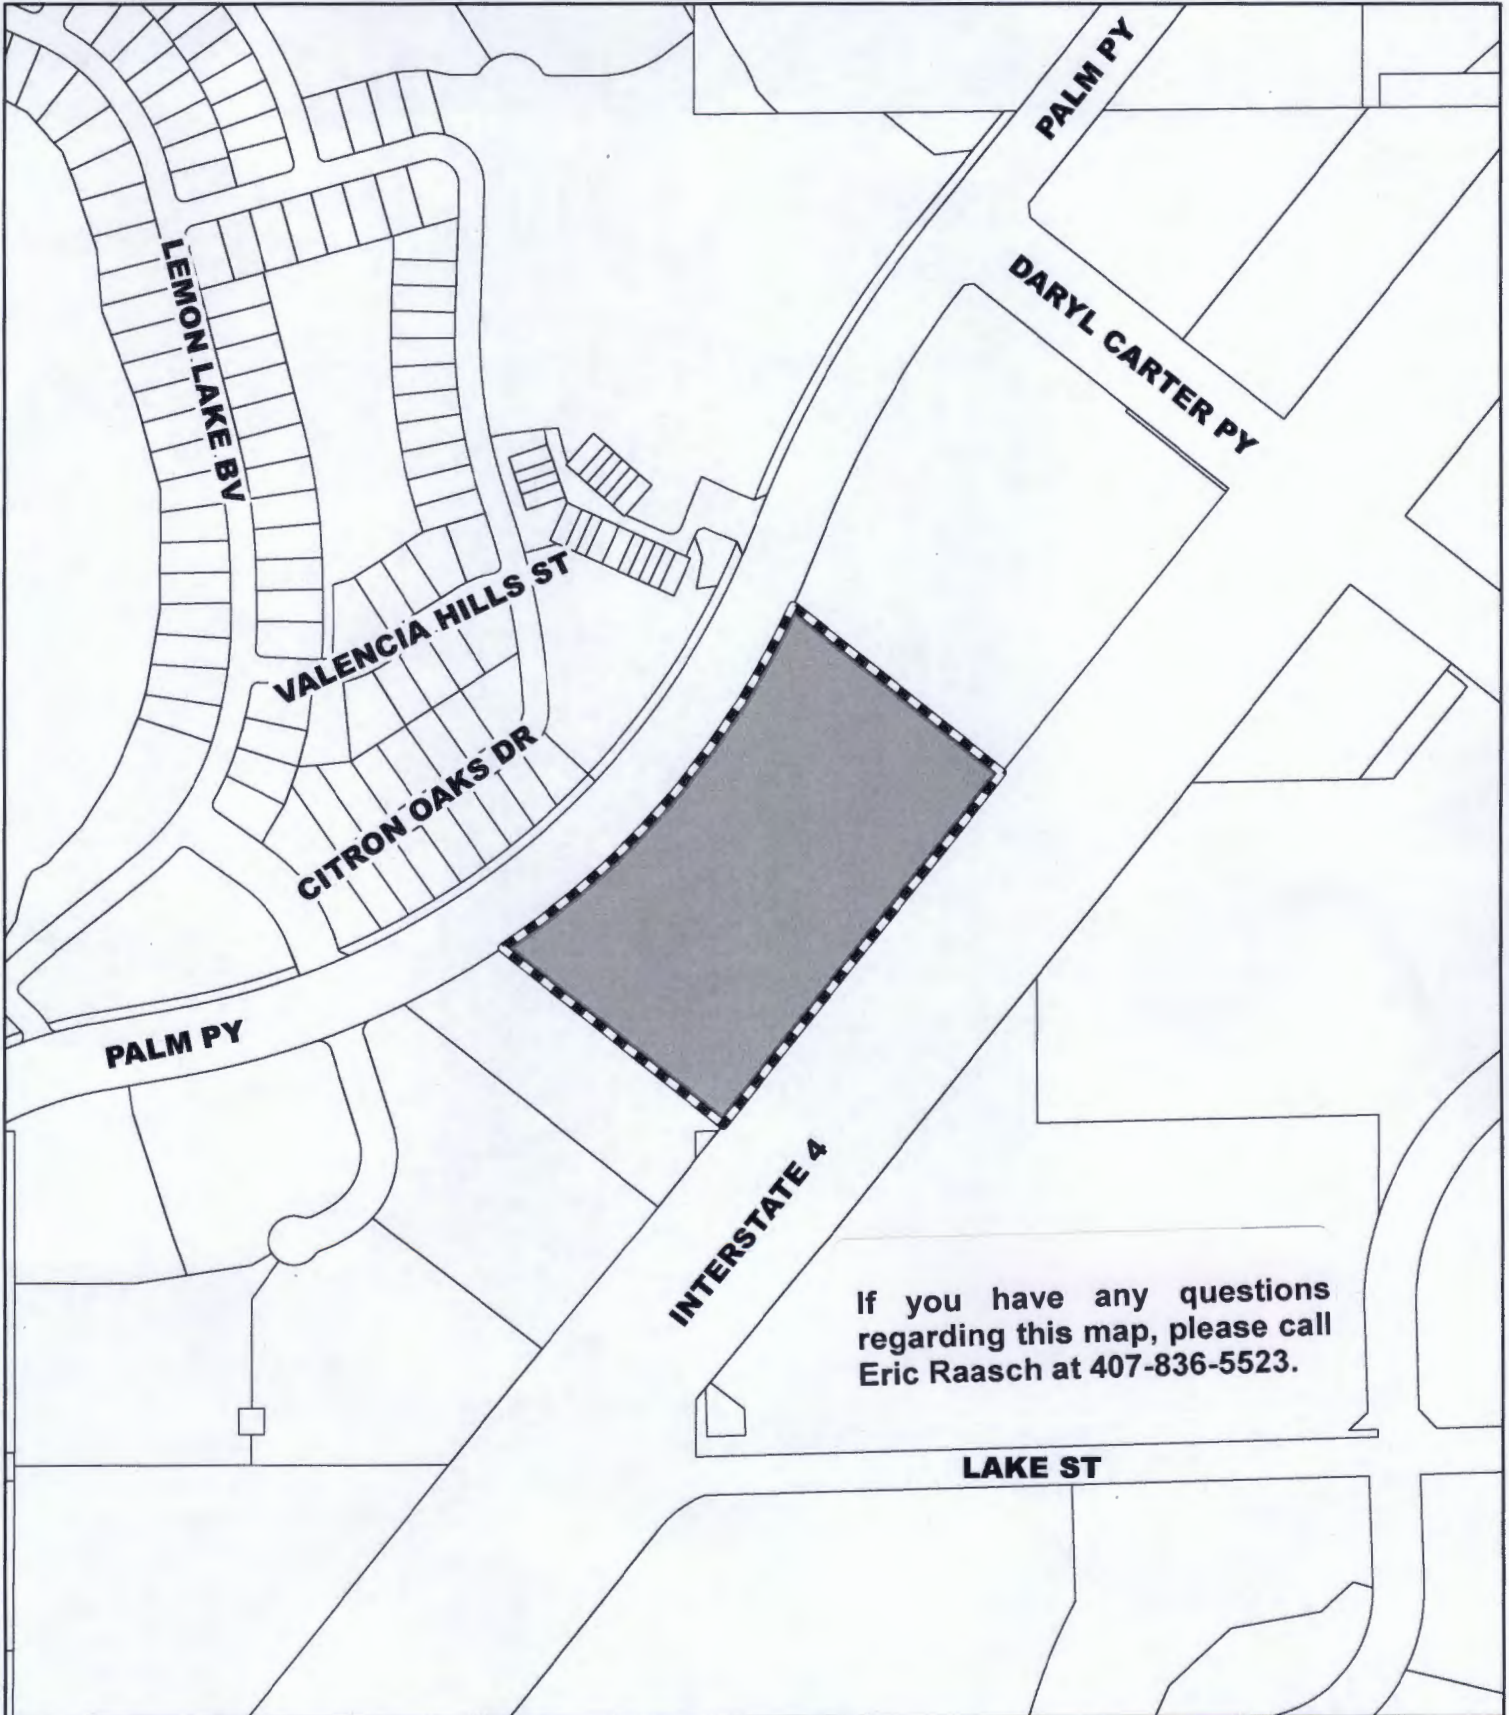 PALM PY
DARYL CARTER PY
LEMON LAKE BV
VALENCIA HILLS ST
CITRON OAKS DR
PALM PY
INTERSTATE 4
If you have any questions
regarding this map, please call
Eric Raasch at 407-836-5523.
LAKE ST